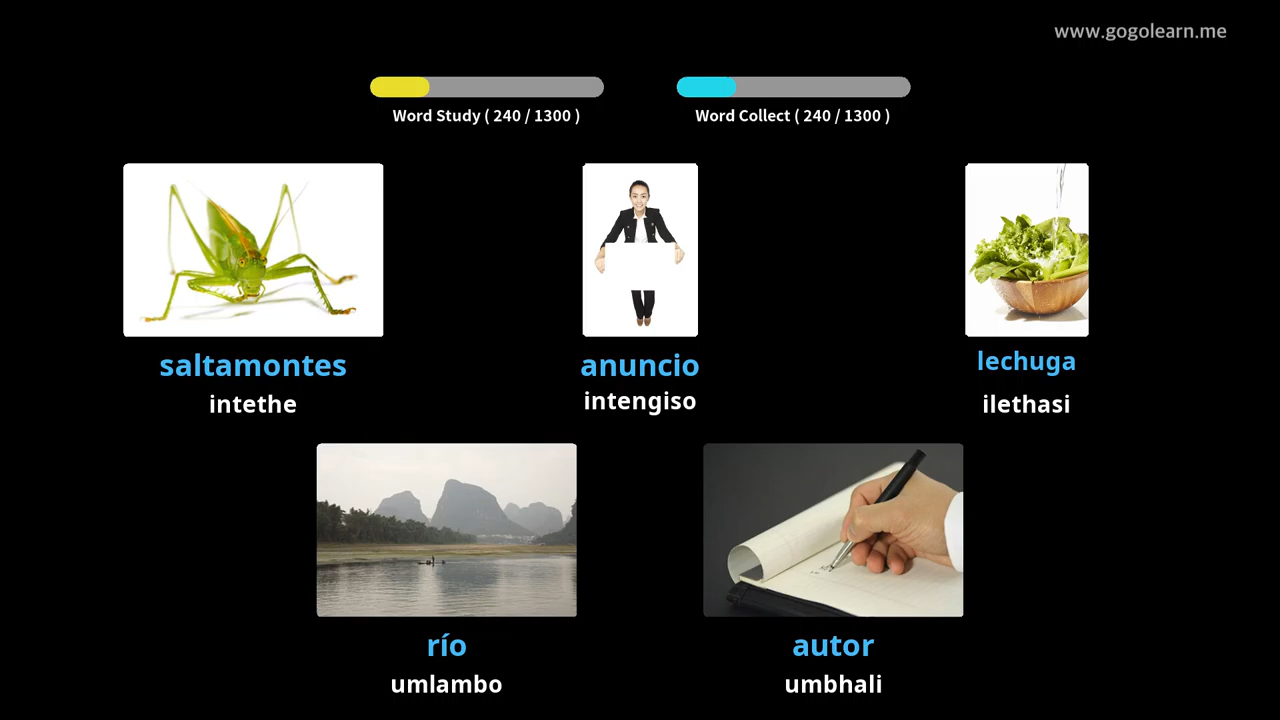 www.gogolearn.me
Word Study ( 240 / 1300 )
Word Collect ( 240 / 1300 )
saltamontes
intethe
anuncio
intengiso
lechuga
ilethasi
río
umlambo
autor
umbhali